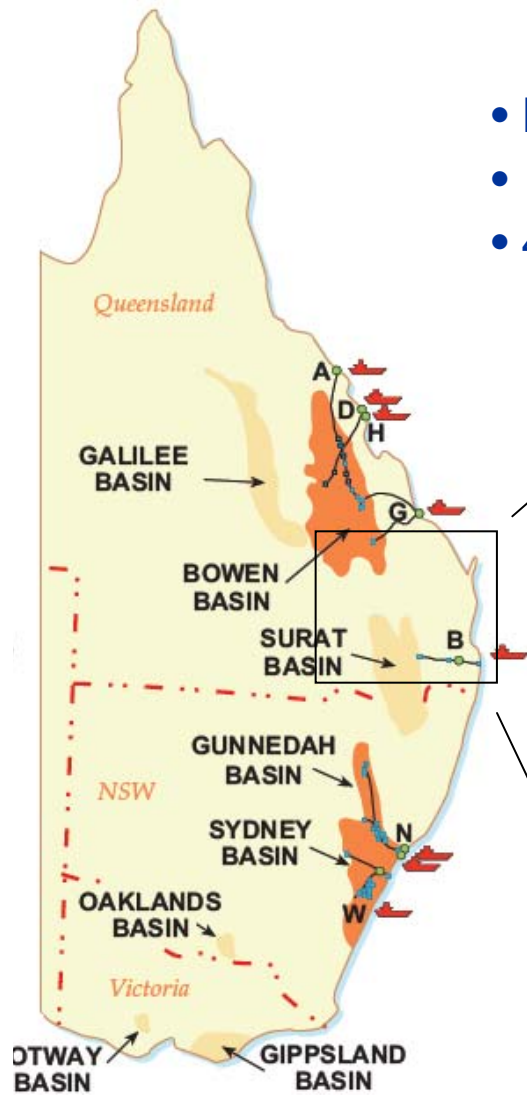 •
•
•
Queensland
A
D
H
GALILEE
BASIN
G
BOWEN
BASIN
SURAT
BASIN
B
GUNNEDAH
BASIN
NSW
SYDNEY
BASIN
N
OAKLANDS
BASIN
W
Victoria
OTWAY
BASIN
GIPPSLAND
BASIN